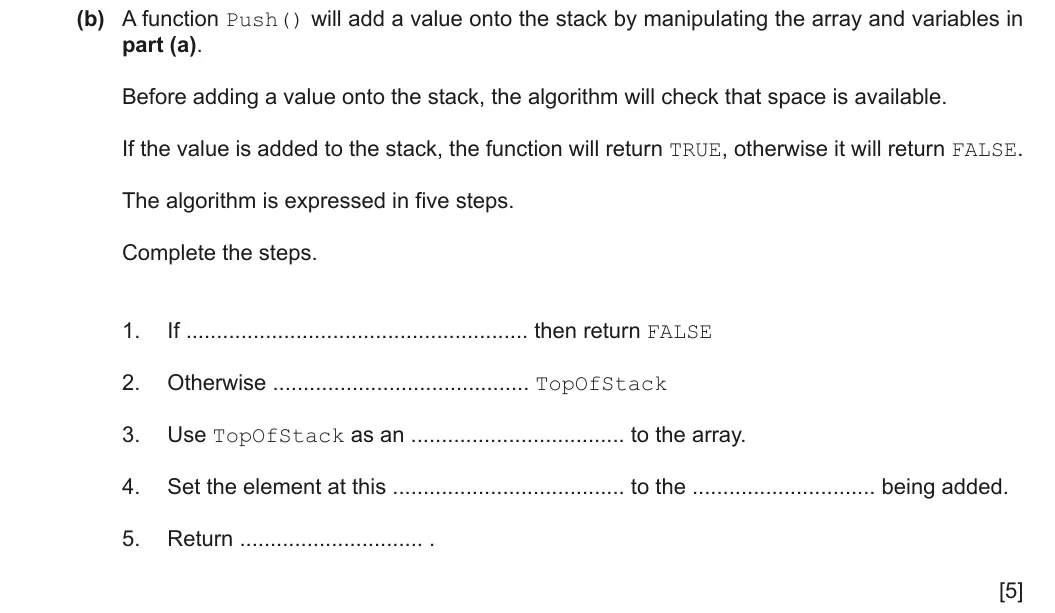 (b) A function Push() will add a value onto the stack by manipulating the array and variables in
part (a).
Before adding a value onto the stack, the algorithm will check that space is available.
If the value is added to the stack, the function will return TRUE, otherwise it will return FALSE.
The algorithm is expressed in five steps.
Complete the steps.
1. If ........................................................ then return FALSE
2. Otherwise .......................................... TopOfStack
3. Use TopOfStack as an ................................... to the array.
4. Set the element at this ...................................... to the .............................. being added.
5. Return .............................. .
[5]